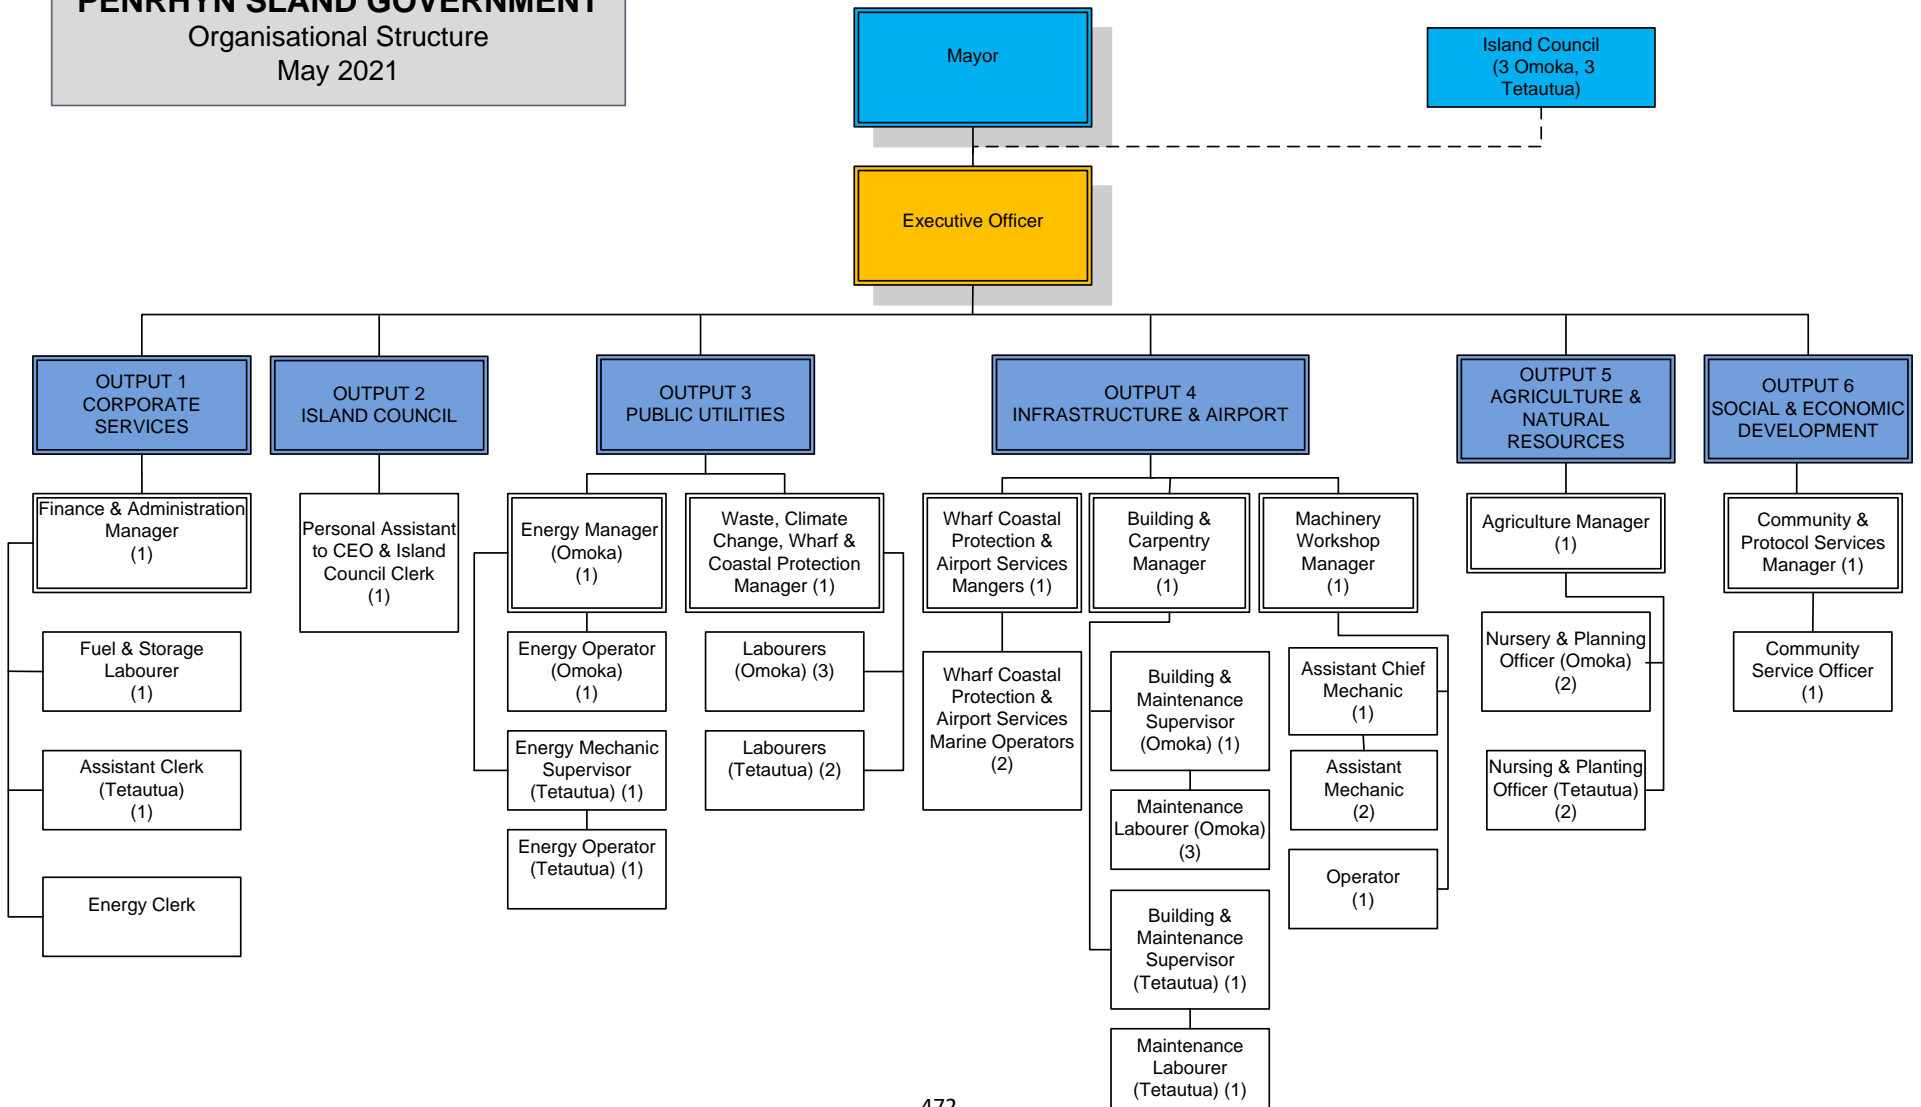 PENRHYN SLAND GOVERNMENT
Organisational Structure
May 2021
Mayor
Island Council
(3 Omoka, 3
Tetautua)
Executive Officer
OUTPUT 1
CORPORATE
SERVICES
OUTPUT 2
ISLAND COUNCIL
OUTPUT 3
PUBLIC UTILITIES
OUTPUT 4
INFRASTRUCTURE & AIRPORT
OUTPUT 5
AGRICULTURE &
NATURAL
RESOURCES
OUTPUT 6
SOCIAL & ECONOMIC
DEVELOPMENT
Finance & Administration
Manager
(1)
Fuel & Storage
Labourer
(1)
Assistant Clerk
(Tetautua)
(1)
Energy Clerk
Personal Assistant
to CEO & Island
Council Clerk
(1)
Energy Manager
(Omoka)
(1)
Energy Operator
(Omoka)
(1)
Energy Mechanic
Supervisor
(Tetautua) (1)
Energy Operator
(Tetautua) (1)
Waste, Climate
Change, Wharf &
Coastal Protection
Manager (1)
Labourers
(Omoka) (3)
Labourers
(Tetautua) (2)
Wharf Coastal
Protection &
Airport Services
Mangers (1)
Wharf Coastal
Protection &
Airport Services
Marine Operators
(2)
Building &
Carpentry
Manager
(1)
Building &
Maintenance
Supervisor
(Omoka) (1)
Maintenance
Labourer (Omoka)
(3)
Building &
Maintenance
Supervisor
(Tetautua) (1)
Maintenance
Labourer
(Tetautua) (1)
Machinery
Workshop
Manager
(1)
Assistant Chief
Mechanic
(1)
Assistant
Mechanic
(2)
Operator
(1)
Agriculture Manager
(1)
Nursery & Planning
Officer (Omoka)
(2)
Nursing & Planting
Officer (Tetautua)
(2)
Community &
Protocol Services
Manager (1)
Community
Service Officer
(1)
472